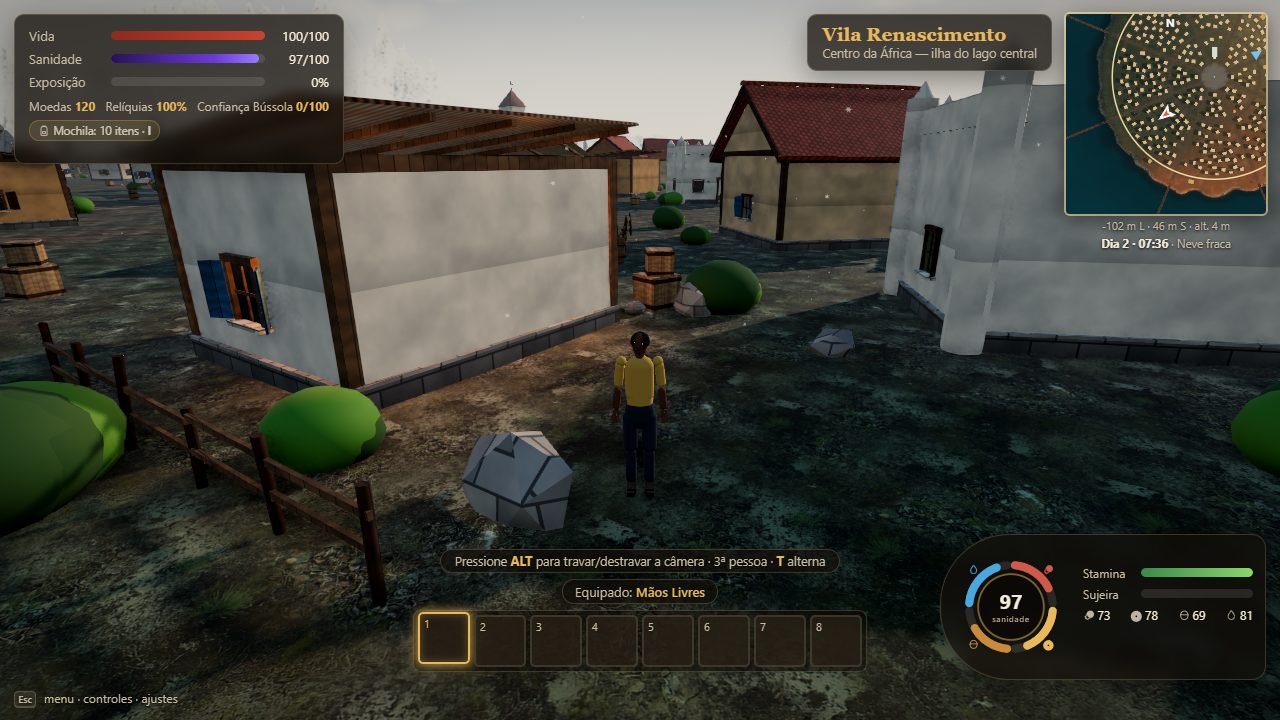 Vida 100/100
Sanidade 97/100
Exposição 0%
Moedas 120 Relíquias 100% Confiança Bússola 0/100
Mochila: 10 itens · I
Vila Renascimento
Centro da África — ilha do lago central
N
-102 m L · 46 m S · alt. 4 m
Dia 2 · 07:36 · Neve fraca
Pressione ALT para travar/destravar a câmera · 3ª pessoa · T alterna
Equipado: Mãos Livres
1 2 3 4 5 6 7 8
97
sanidade
Stamina
Sujeira
73 78 69 81
Esc menu · controles · ajustes